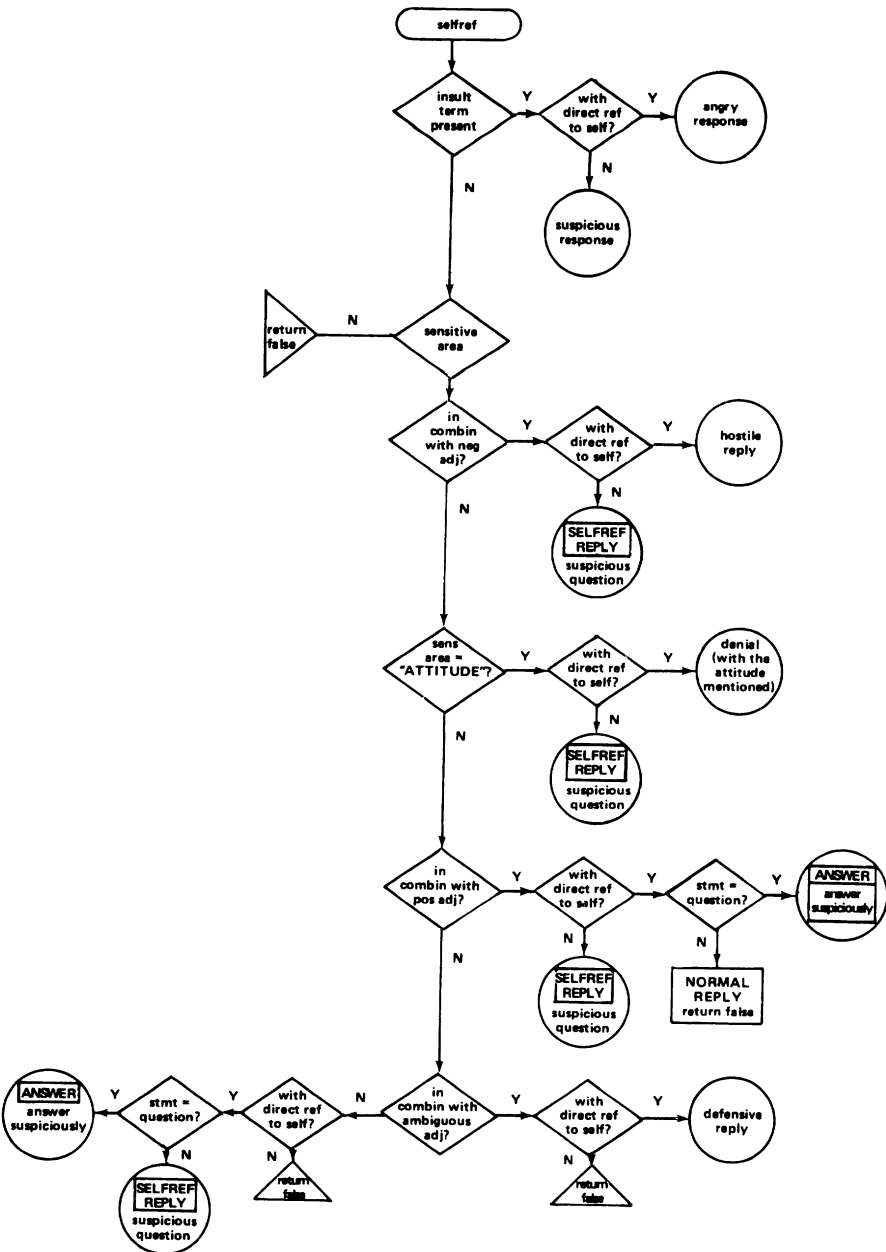 selfref
insult
term
present
Y
with
direct ref
to self?
Y
angry
response
N
N
suspicious
response
return
false
N
sensitive
area
in
combin
with neg
adj?
Y
with
direct ref
to self?
Y
hostile
reply
N
N
SELFREF
REPLY
suspicious
question
sens
area =
"ATTITUDE"?
Y
with
direct ref
to self?
Y
denial
(with the
attitude
mentioned)
N
N
SELFREF
REPLY
suspicious
question
in
combin with
pos adj?
Y
with
direct ref
to self?
Y
stmt =
question?
Y
ANSWER
answer
suspiciously
N
N
N
SELFREF
REPLY
suspicious
question
NORMAL
REPLY
return false
ANSWER
answer
suspiciously
Y
stmt =
question?
Y
with
direct ref
to self?
N
in
combin with
ambiguous
adj?
Y
with
direct ref
to self?
Y
defensive
reply
N
SELFREF
REPLY
suspicious
question
N
return
false
N
return
false